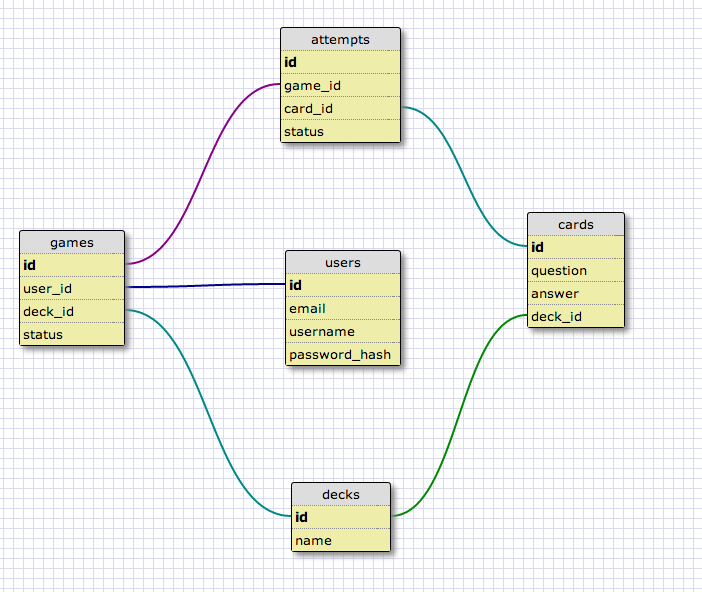 attempts
id
game_id
card_id
status
games
id
user_id
deck_id
status
users
id
email
username
password_hash
cards
id
question
answer
deck_id
decks
id
name